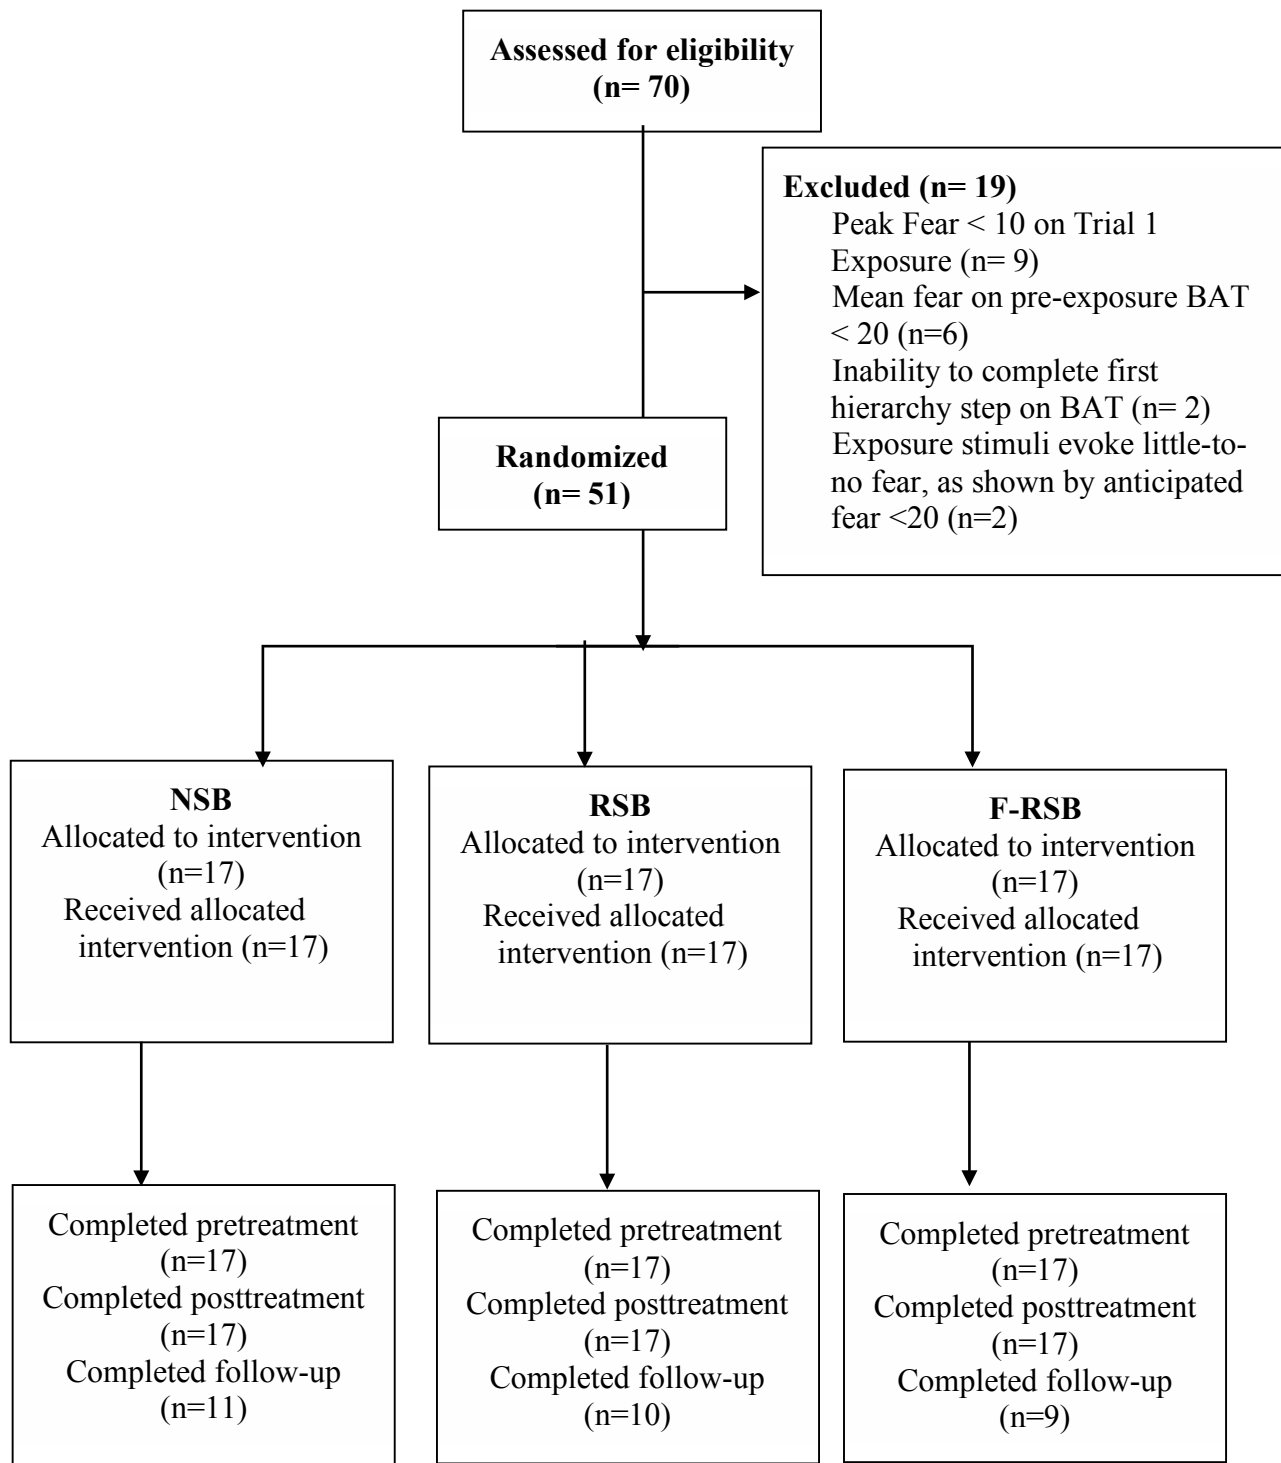 Assessed for eligibility
(n= 70)
Excluded (n= 19)
Peak Fear < 10 on Trial 1
Exposure (n= 9)
Mean fear on pre-exposure BAT
< 20 (n=6)
Inability to complete first
hierarchy step on BAT (n= 2)
Exposure stimuli evoke little-to-
no fear, as shown by anticipated
fear <20 (n=2)
Randomized
(n= 51)
NSB
Allocated to intervention
(n=17)
Received allocated
intervention (n=17)
RSB
Allocated to intervention
(n=17)
Received allocated
intervention (n=17)
F-RSB
Allocated to intervention
(n=17)
Received allocated
intervention (n=17)
Completed pretreatment
(n=17)
Completed posttreatment
(n=17)
Completed follow-up
(n=11)
Completed pretreatment
(n=17)
Completed posttreatment
(n=17)
Completed follow-up
(n=10)
Completed pretreatment
(n=17)
Completed posttreatment
(n=17)
Completed follow-up
(n=9)